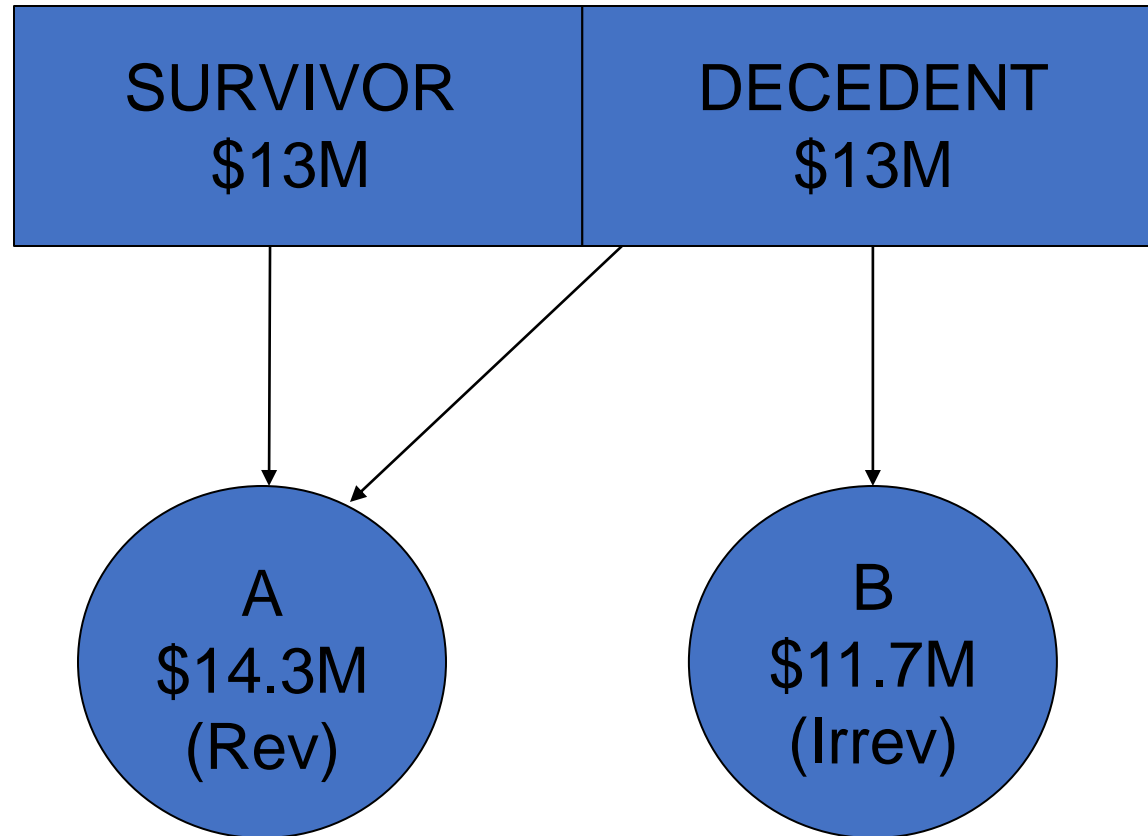 SURVIVOR
$13M
DECEDENT
$13M
A
$14.3M
(Rev)
B
$11.7M
(Irrev)